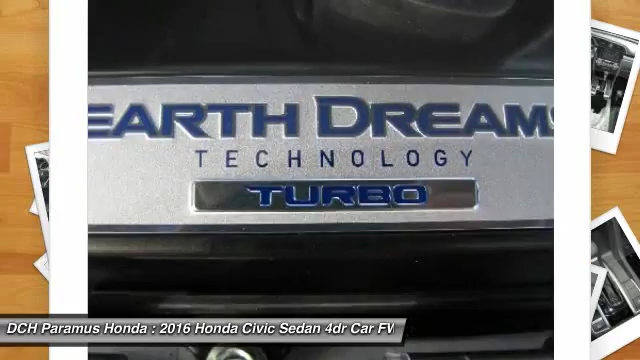 EARTH DREAMS
TECHNOLOGY
TURBO
DCH Paramus Honda : 2016 Honda Civic Sedan 4dr Car FV